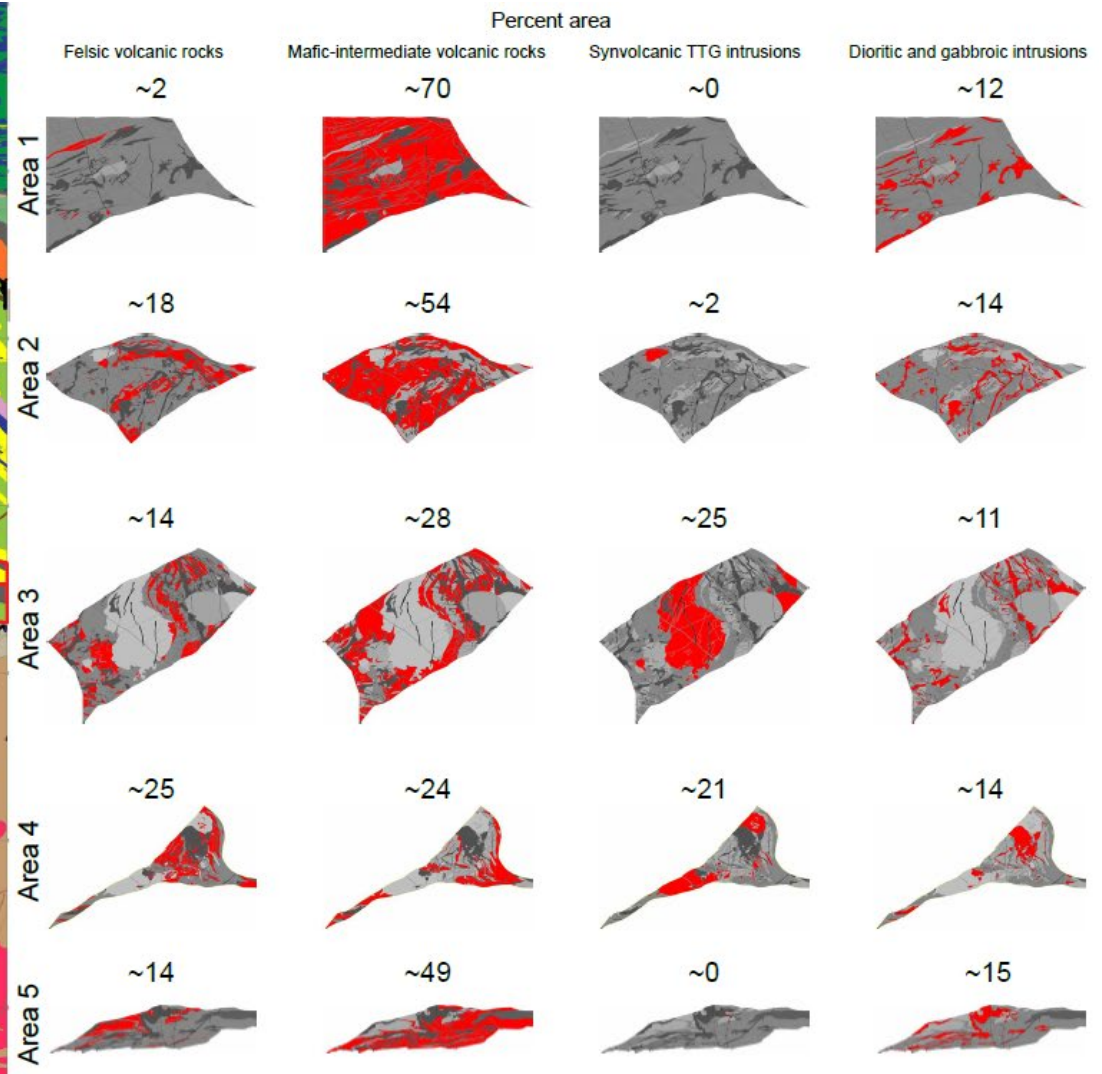 Percent area
Felsic volcanic rocks Mafic-intermediate volcanic rocks Synvolcanic TTG intrusions Dioritic and gabbroic intrusions
~2 ~70 ~0 ~12
Area 1
~18 ~54 ~2 ~14
Area 2
~14 ~28 ~25 ~11
Area 3
~25 ~24 ~21 ~14
Area 4
~14 ~49 ~0 ~15
Area 5